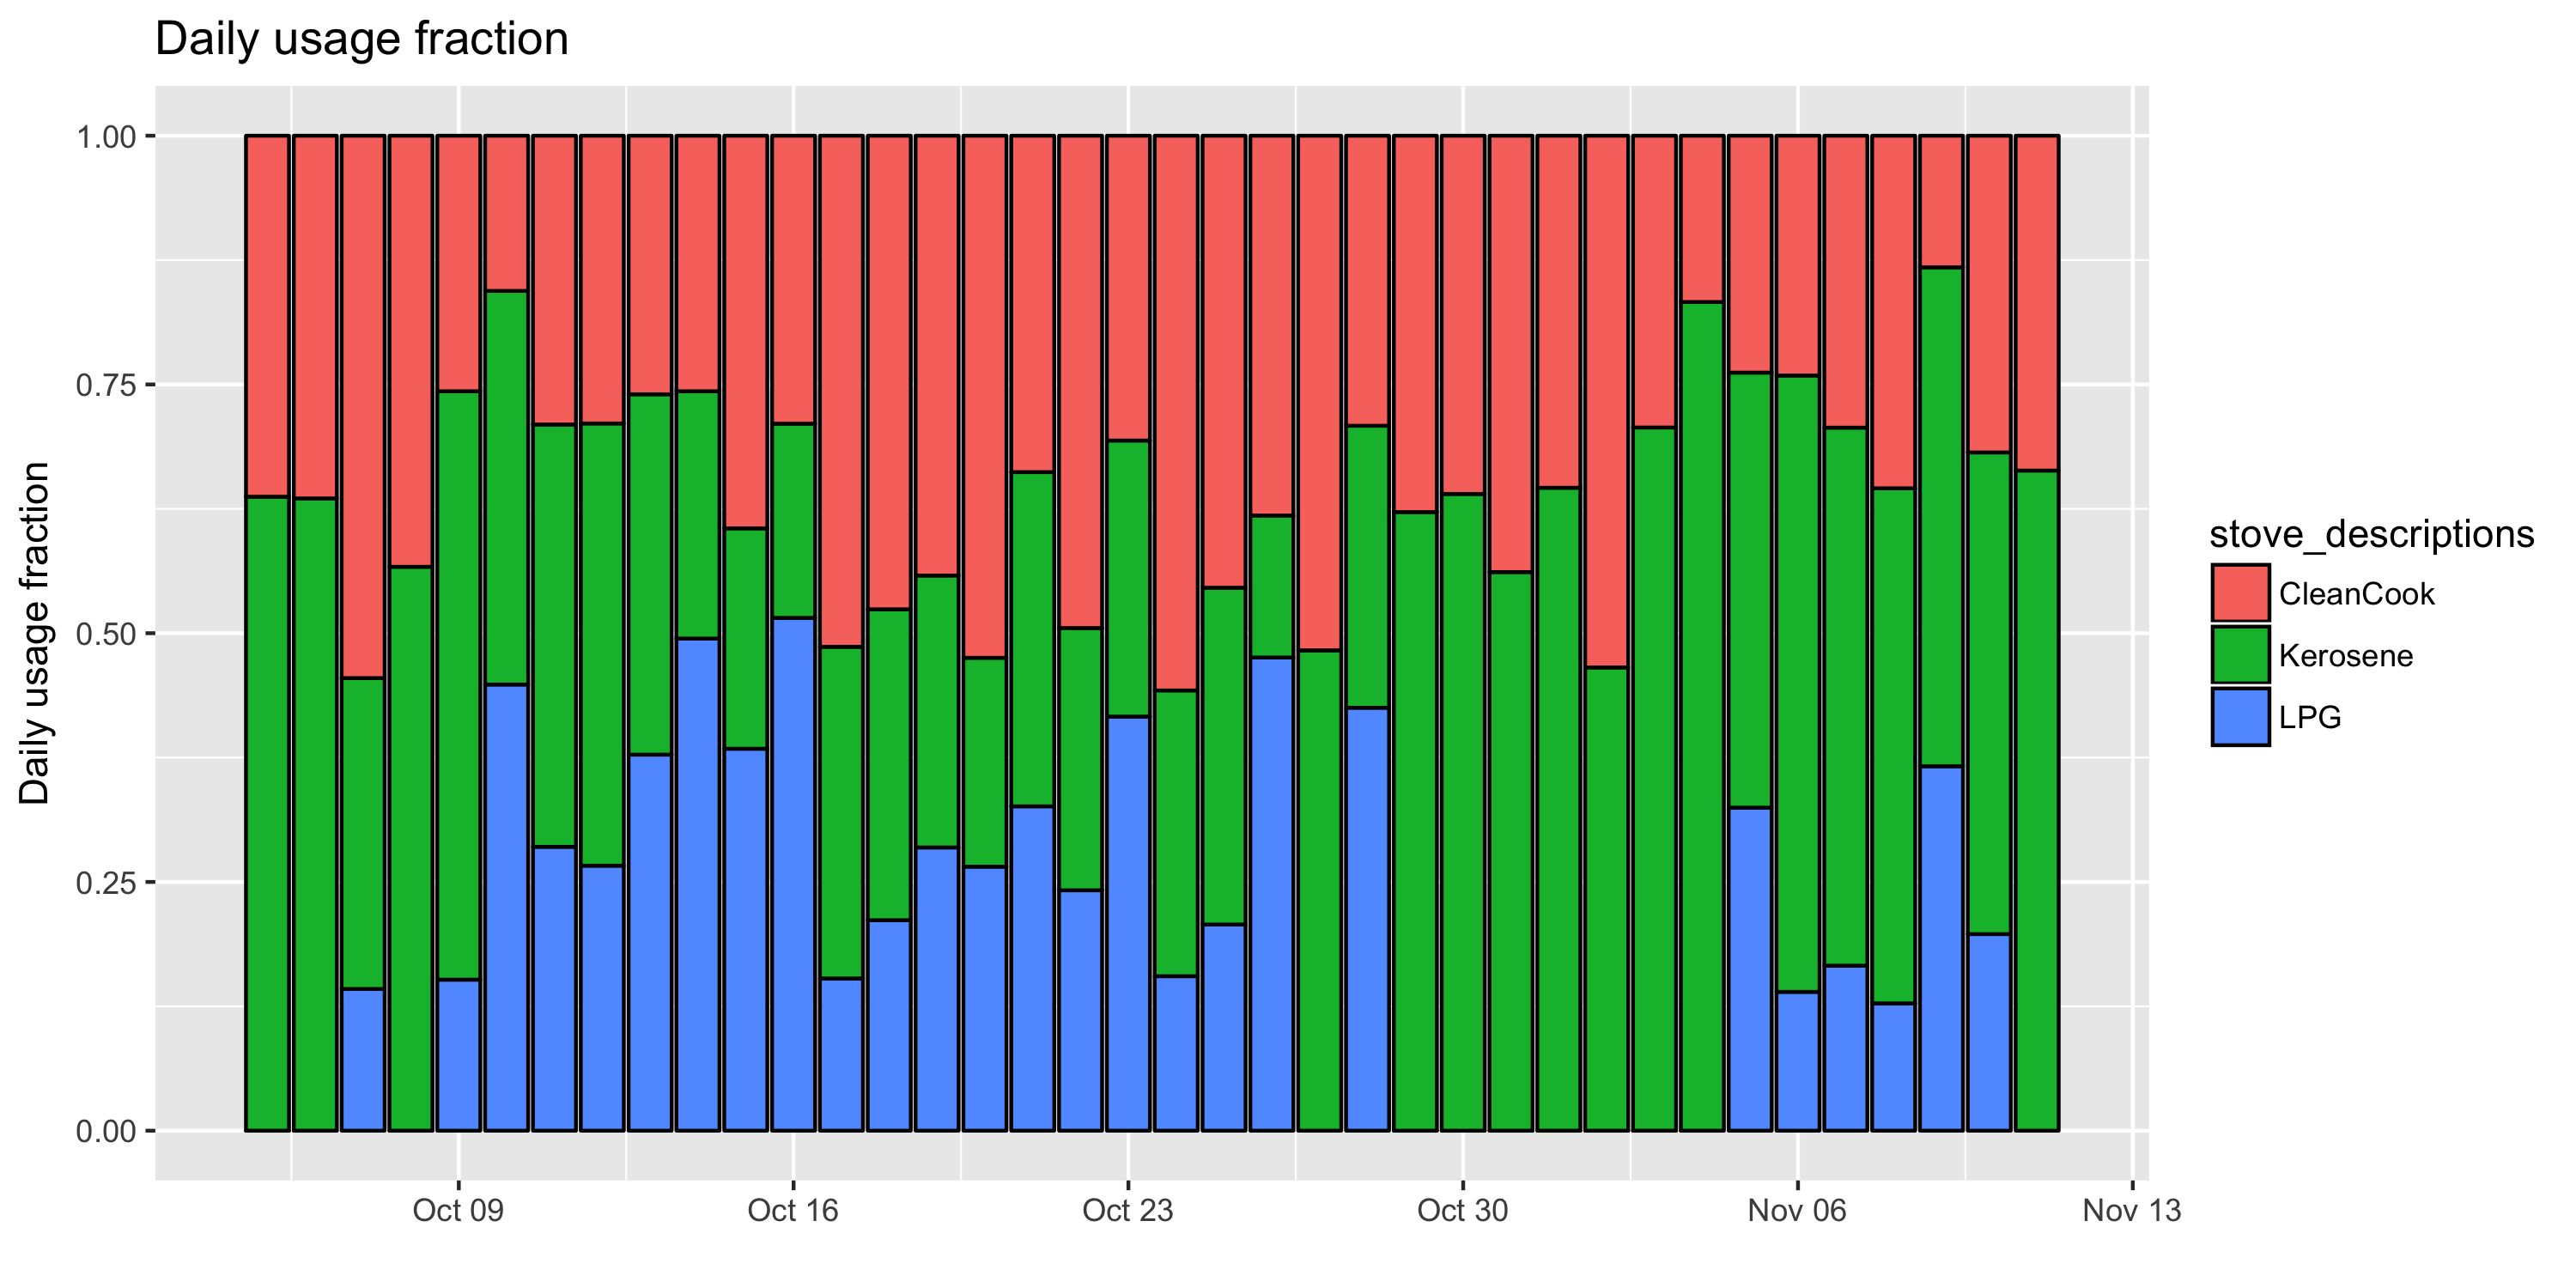 Daily usage fraction
Daily usage fraction
1.00
0.75
0.50
0.25
0.00
Oct 09 Oct 16 Oct 23 Oct 30 Nov 06 Nov 13
stove_descriptions
CleanCook
Kerosene
LPG